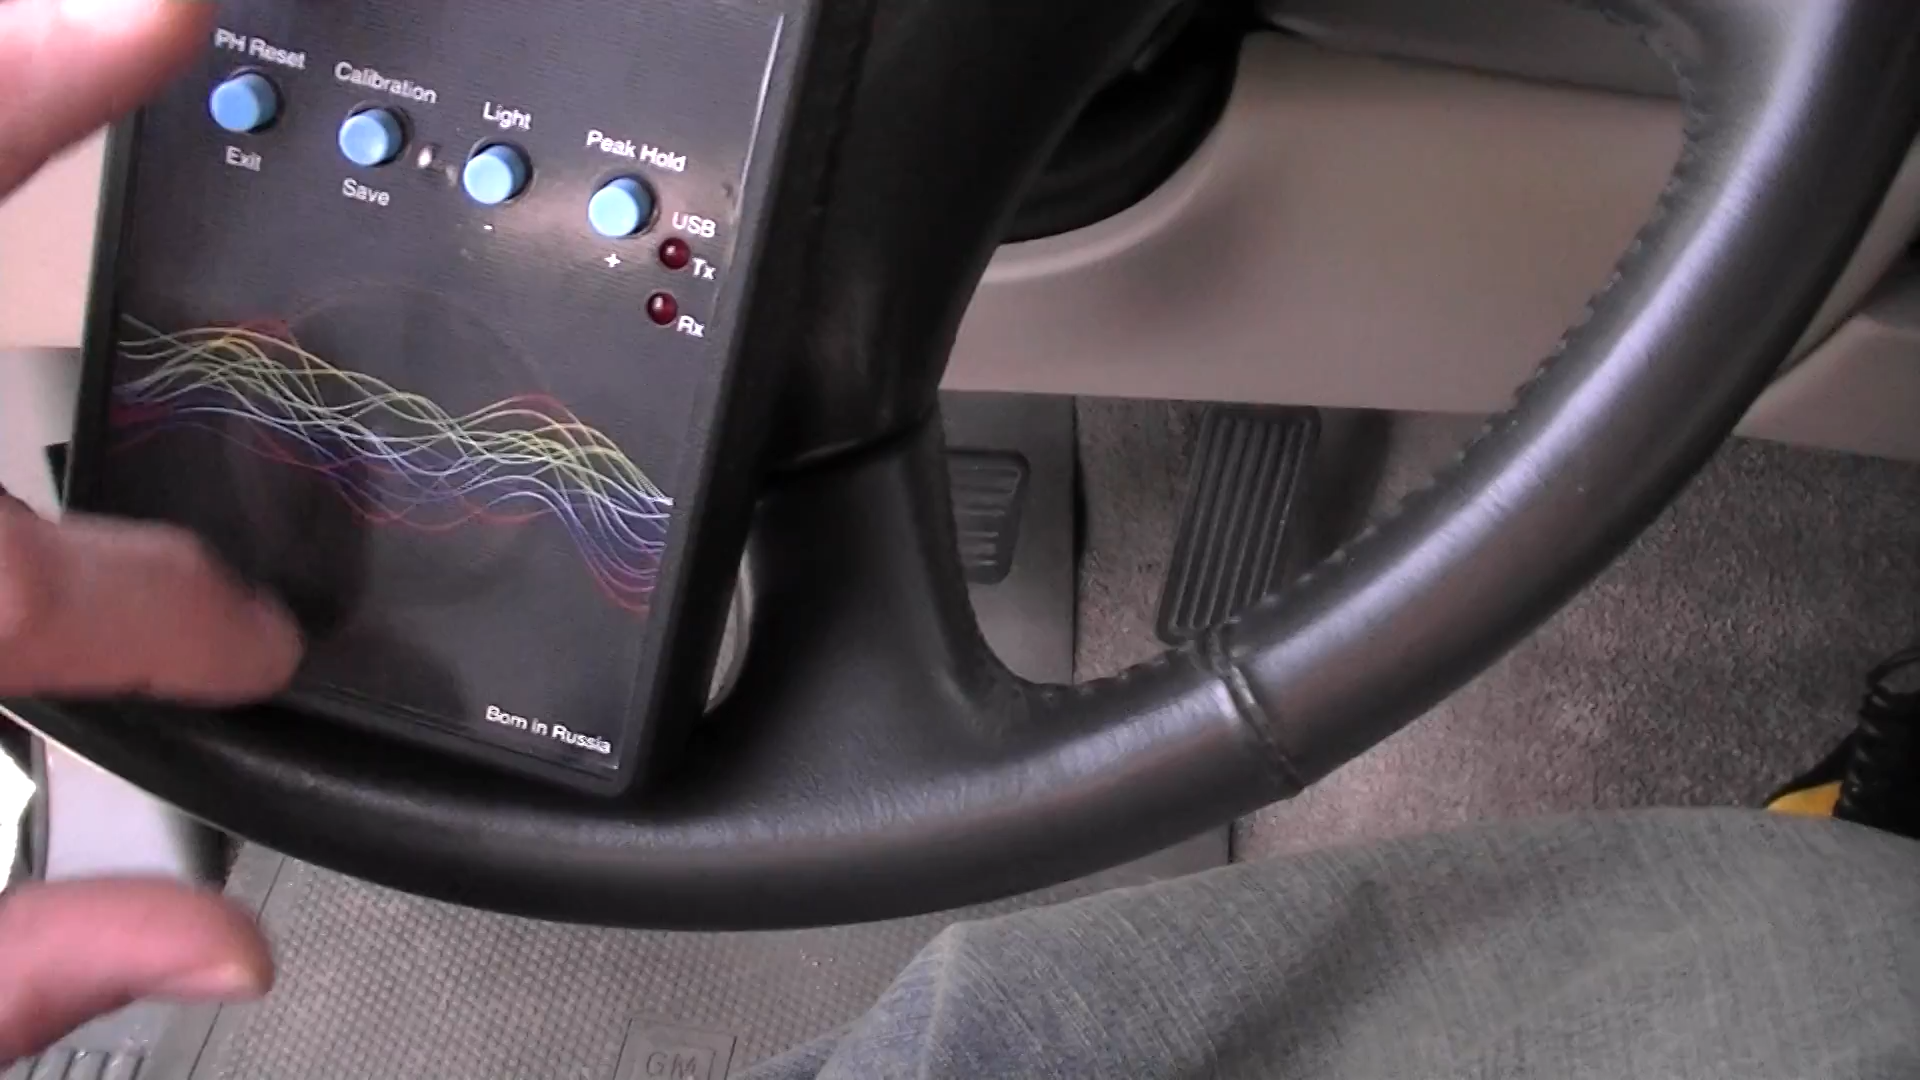 PH Reset
Calibration
Light
Peak Hold
Exit
Save
-
+
USB
Tx
Rx
Born in Russia
GM